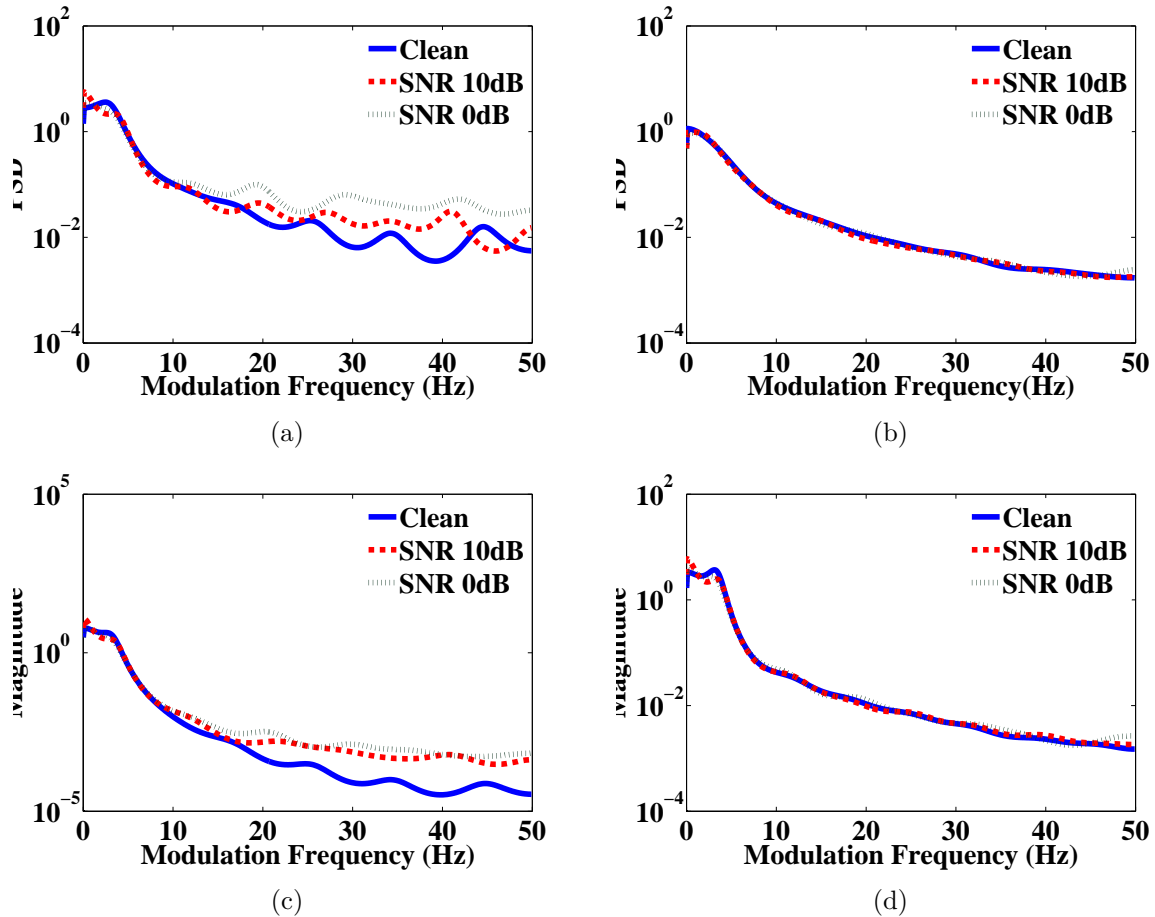 10^2
10^0
10^−2
10^−4
PSD
Clean
SNR 10dB
SNR 0dB
0 10 20 30 40 50
Modulation Frequency (Hz)
(a)
10^2
10^0
10^−2
10^−4
PSD
Clean
SNR 10dB
SNR 0dB
0 10 20 30 40 50
Modulation Frequency(Hz)
(b)
10^5
10^0
10^−5
Magnitude
Clean
SNR 10dB
SNR 0dB
0 10 20 30 40 50
Modulation Frequency (Hz)
(c)
10^2
10^0
10^−2
10^−4
Magnitude
Clean
SNR 10dB
SNR 0dB
0 10 20 30 40 50
Modulation Frequency (Hz)
(d)